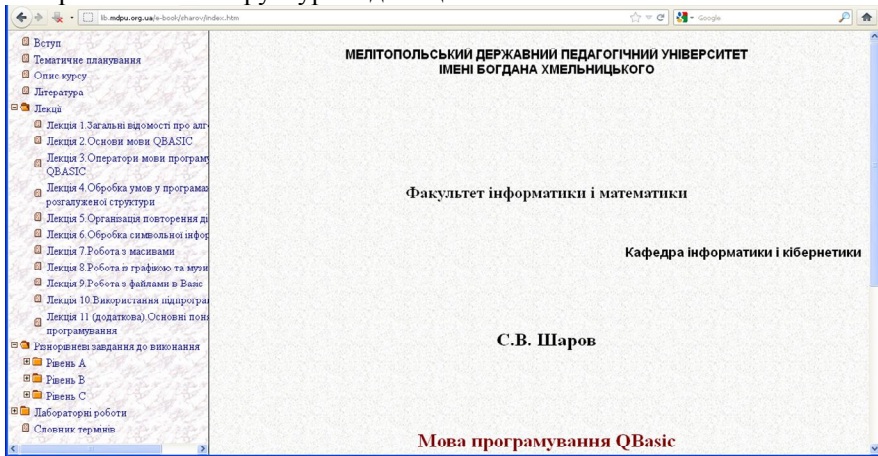 lib.mdpu.org.ua/e-book/sharov/index.htm
Google
Вступ
Тематичне планування
Опис курсу
Література
Лекції
Лекція 1.Загальні відомості про алг
Лекція 2.Основи мови QBASIC
Лекція 3.Оператори мови програм
QBASIC
Лекція 4.Обробка умов у програмах
розгалуженої структури
Лекція 5.Організація повторення ді
Лекція 6.Обробка символьної інфор
Лекція 7.Робота з масивами
Лекція 8.Робота із графікою та музи
Лекція 9.Робота з файлами в Basic
Лекція 10.Використання підпрогра
Лекція 11 (додаткова).Основні поня
програмування
Різнорівневі завдання до виконання
Рівень A
Рівень B
Рівень C
Лабораторні роботи
Словник термінів
МЕЛІТОПОЛЬСЬКИЙ ДЕРЖАВНИЙ ПЕДАГОГІЧНИЙ УНІВЕРСИТЕТ
ІМЕНІ БОГДАНА ХМЕЛЬНИЦЬКОГО
Факультет інформатики і математики
Кафедра інформатики і кібернетики
С.В. Шаров
Мова програмування QBasic